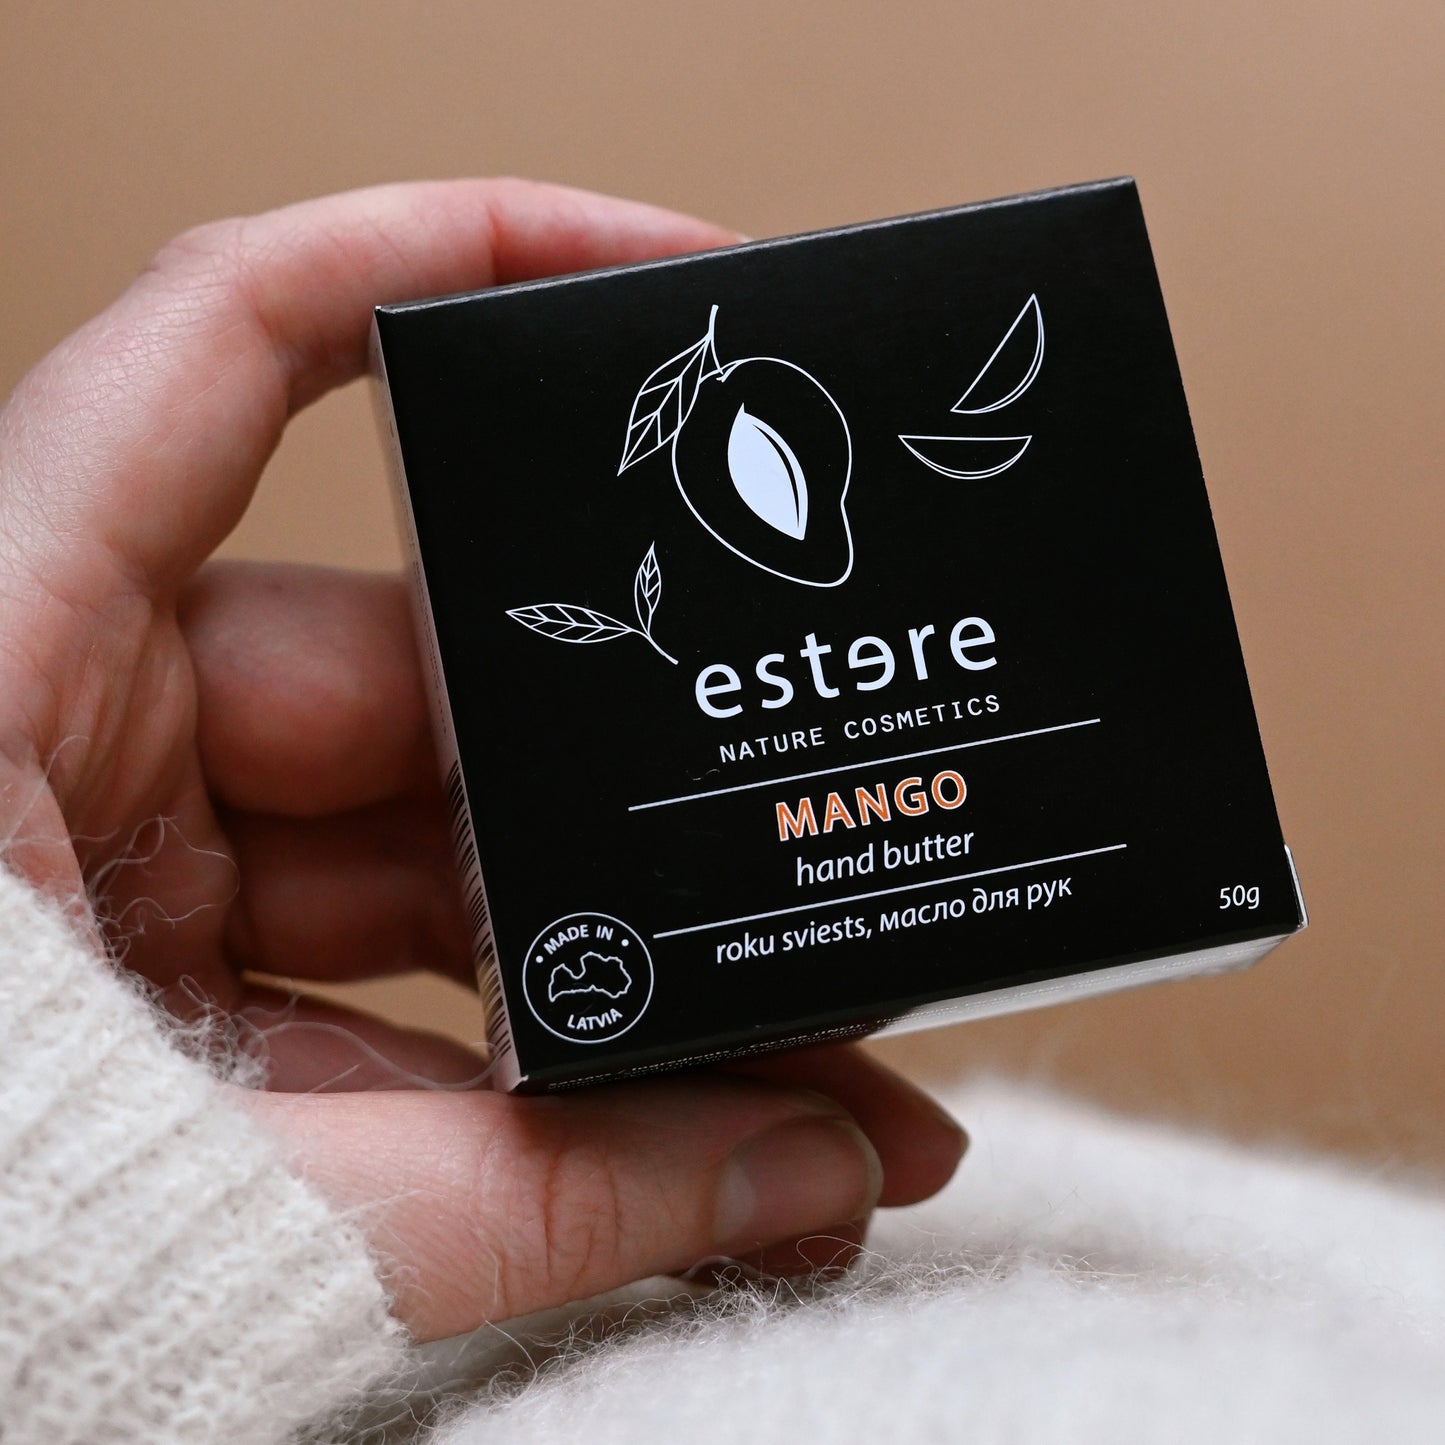 estere
NATURE COSMETICS
MANGO
hand butter
roku sviests, масло для рук
50g
MADE IN
LATVIA